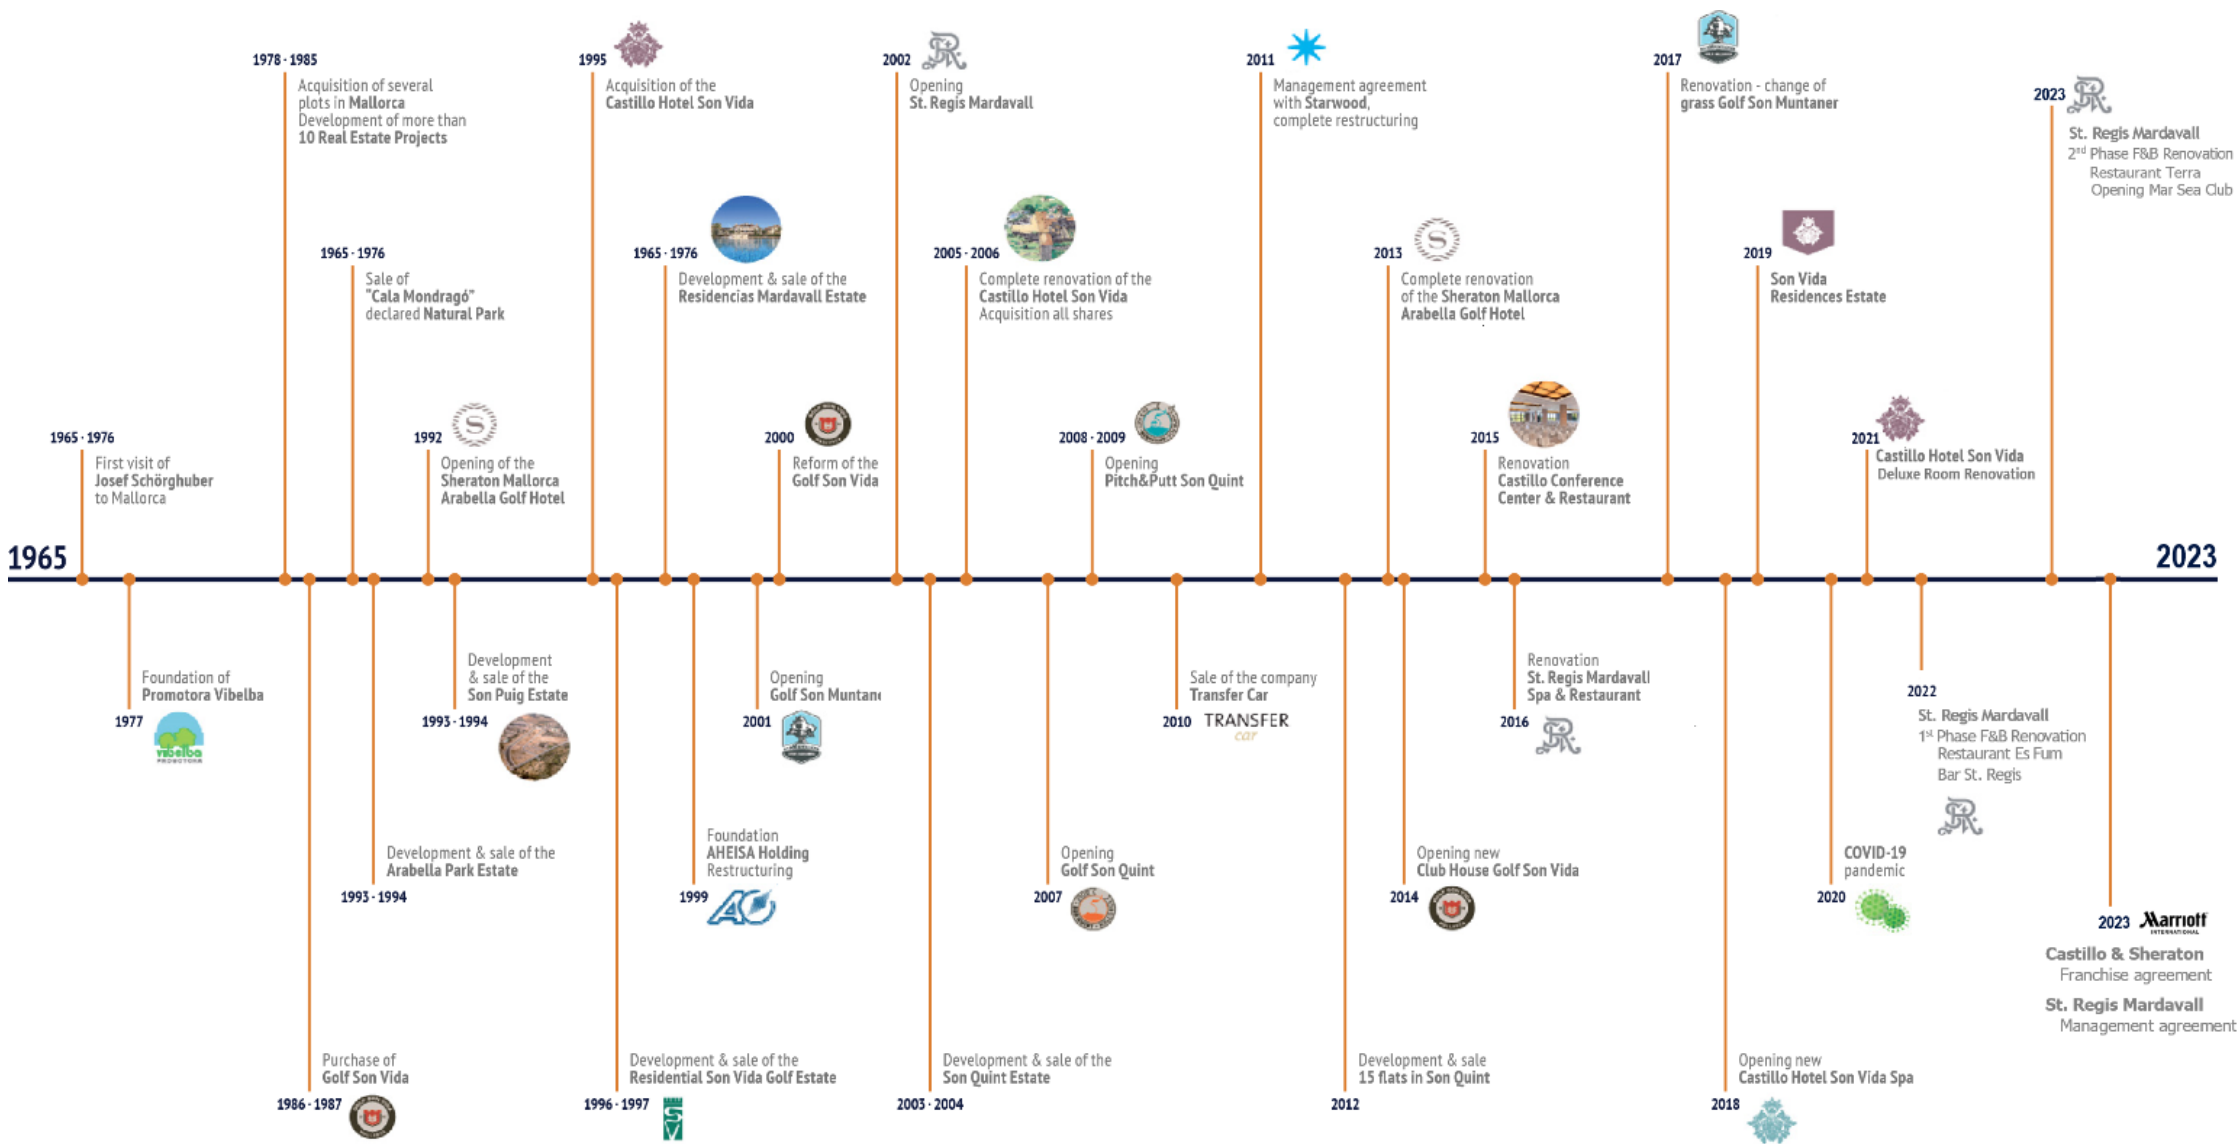 1978 · 1985
Acquisition of several
plots in Mallorca
Development of more than
10 Real Estate Projects
1995
Acquisition of the
Castillo Hotel Son Vida
2002
Opening
St. Regis Mardavall
2011
Management agreement
with Starwood,
complete restructuring
2017
Renovation - change of
grass Golf Son Muntaner
2023
St. Regis Mardavall
2nd Phase F&B Renovation
Restaurant Terra
Opening Mar Sea Club
1965 · 1976
Sale of
"Cala Mondragó"
declared Natural Park
1965 · 1976
Development & sale of the
Residencias Mardavall Estate
2005 · 2006
Complete renovation of the
Castillo Hotel Son Vida
Acquisition all shares
2013
S
Complete renovation
of the Sheraton Mallorca
Arabella Golf Hotel
2019
Son Vida
Residences Estate
1965 · 1976
First visit of
Josef Schörghuber
to Mallorca
1992
S
Opening of the
Sheraton Mallorca
Arabella Golf Hotel
2000
Reform of the
Golf Son Vida
2008 · 2009
Opening
Pitch&Putt Son Quint
2015
Renovation
Castillo Conference
Center & Restaurant
2021
Castillo Hotel Son Vida
Deluxe Room Renovation
1965
2023
Foundation of
Promotora Vibelba
1977
vibelba
PROMOTORA
Development
& sale of the
Son Puig Estate
1993 · 1994
Opening
Golf Son Muntane
2001
Sale of the company
Transfer Car
2010
TRANSFER
car
Renovation
St. Regis Mardavall
Spa & Restaurant
2016
2022
St. Regis Mardavall
1st Phase F&B Renovation
Restaurant Es Fum
Bar St. Regis
Development & sale of the
Arabella Park Estate
1993 · 1994
Foundation
AHEISA Holding
Restructuring
1999
Opening
Golf Son Quint
2007
Opening new
Club House Golf Son Vida
2014
COVID-19
pandemic
2020
2023
Marriott
INTERNATIONAL
Castillo & Sheraton
Franchise agreement
St. Regis Mardavall
Management agreement
Purchase of
Golf Son Vida
1986 · 1987
Development & sale of the
Residential Son Vida Golf Estate
1996 · 1997
S
V
Development & sale of the
Son Quint Estate
2003 · 2004
Development & sale
15 flats in Son Quint
2012
Opening new
Castillo Hotel Son Vida Spa
2018